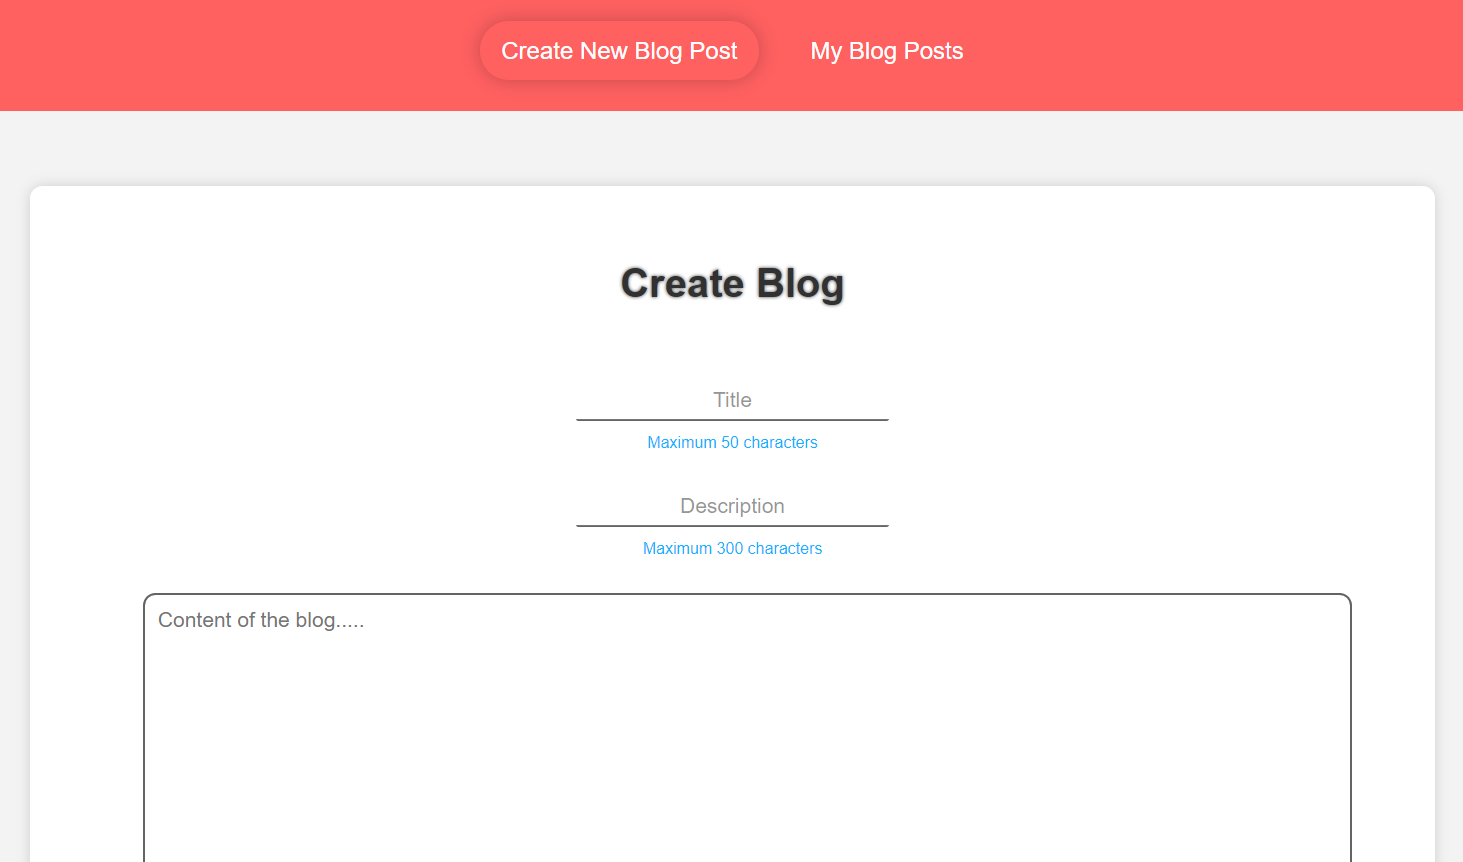 Create New Blog Post My Blog Posts
Create Blog
Title
Maximum 50 characters
Description
Maximum 300 characters
Content of the blog.....